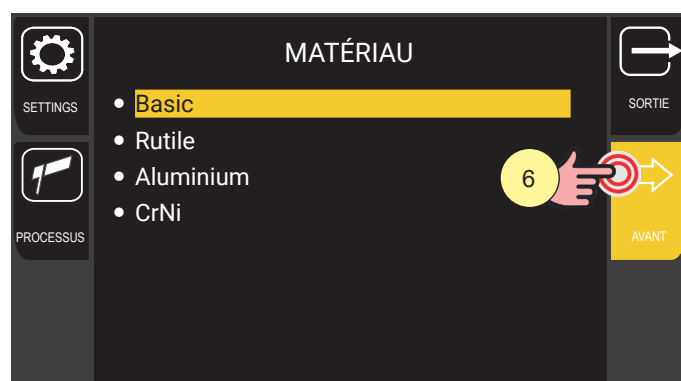 MATÉRIAU
SETTINGS
SORTIE
• Basic
• Rutile
• Aluminium
• CrNi
6
PROCESSUS
AVANT